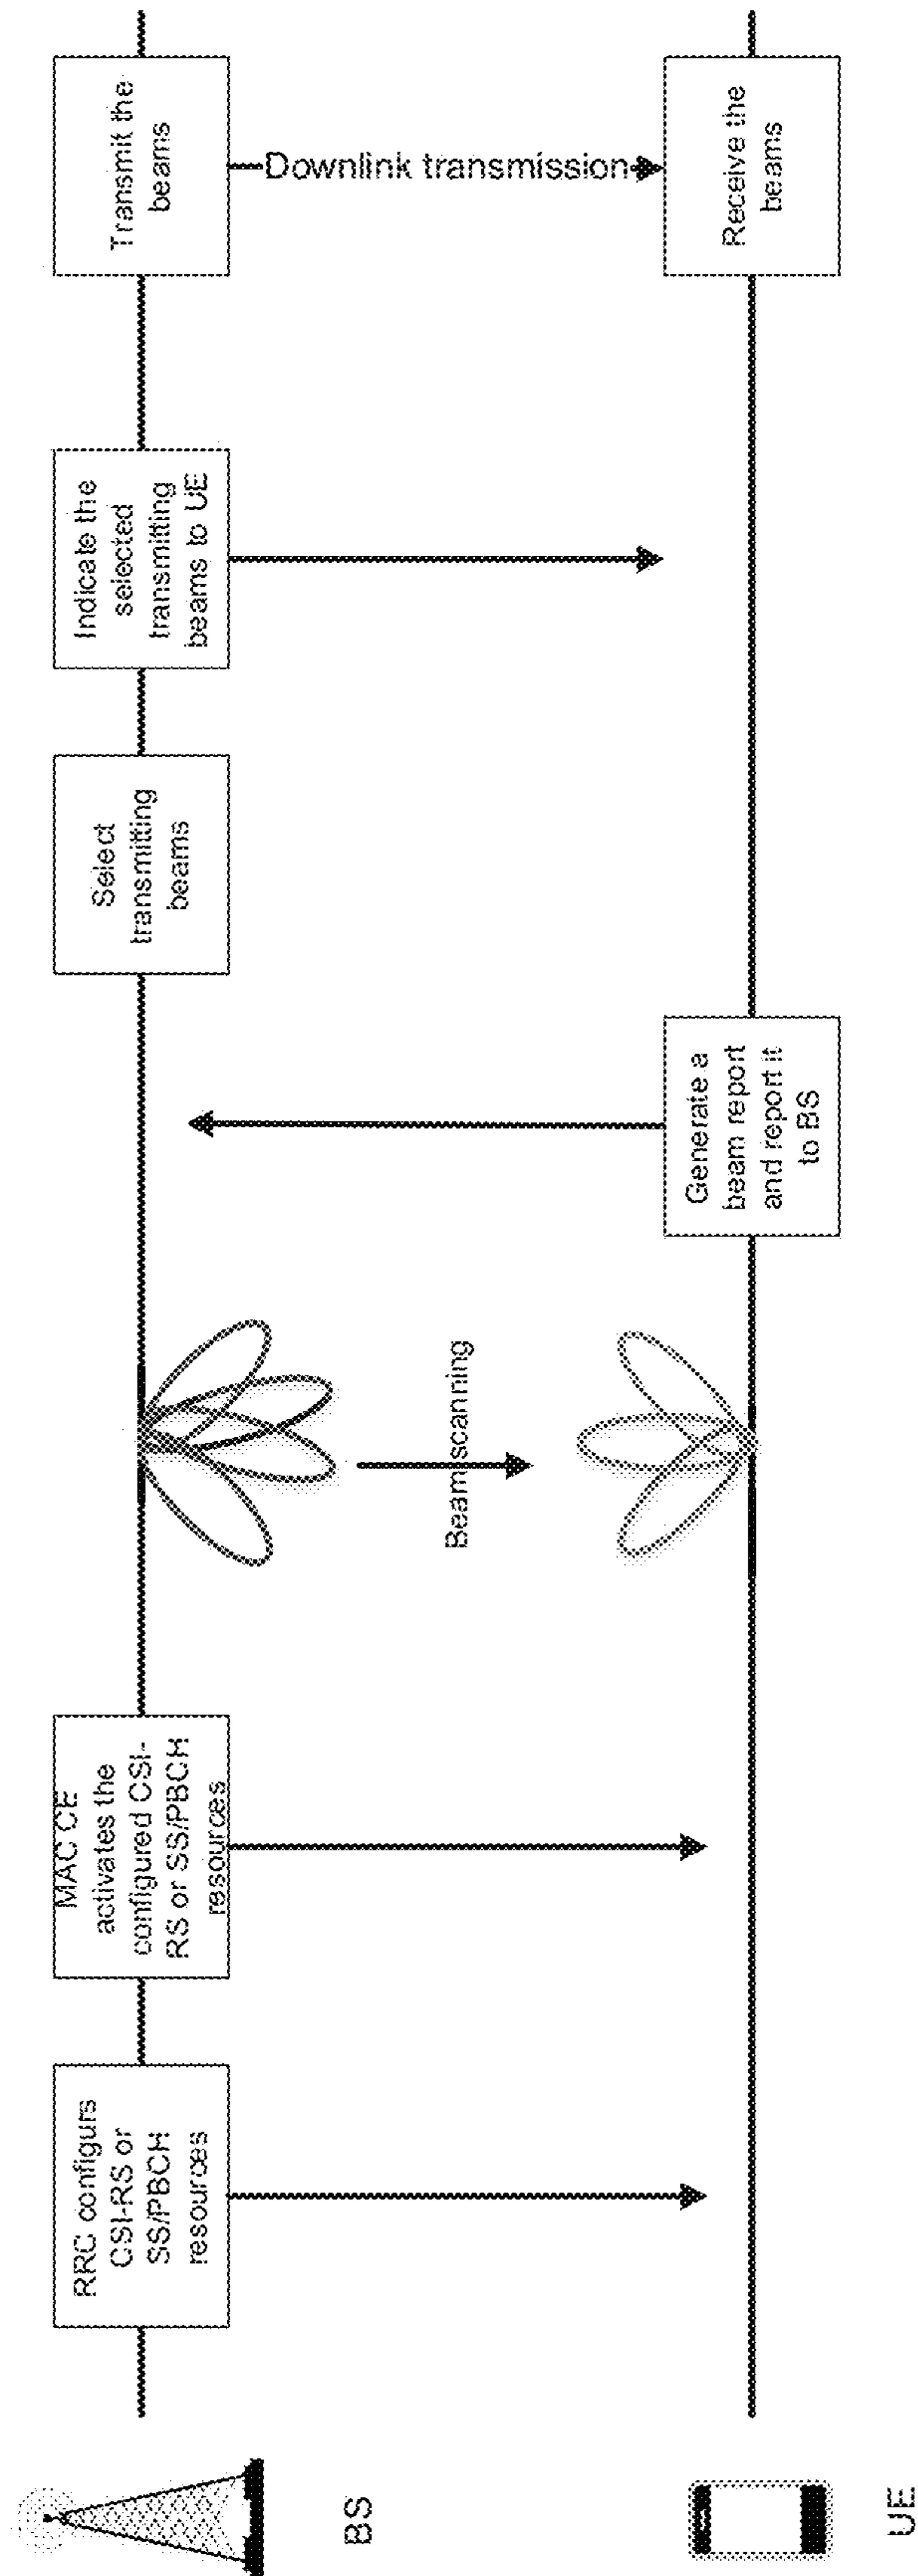 BS
RRC configurs
CSI-RS or
SS/PBCH
resources
MAC CE
activates the
configured CSI-
RS or SS/PBCH
resources
Beam scanning
Generate a
beam report
and report it
to BS
Select
transmitting
beams
Indicate the
selected
transmitting
beams to UE
Transmit the
beams
Downlink transmission
Receive the
beams
UE